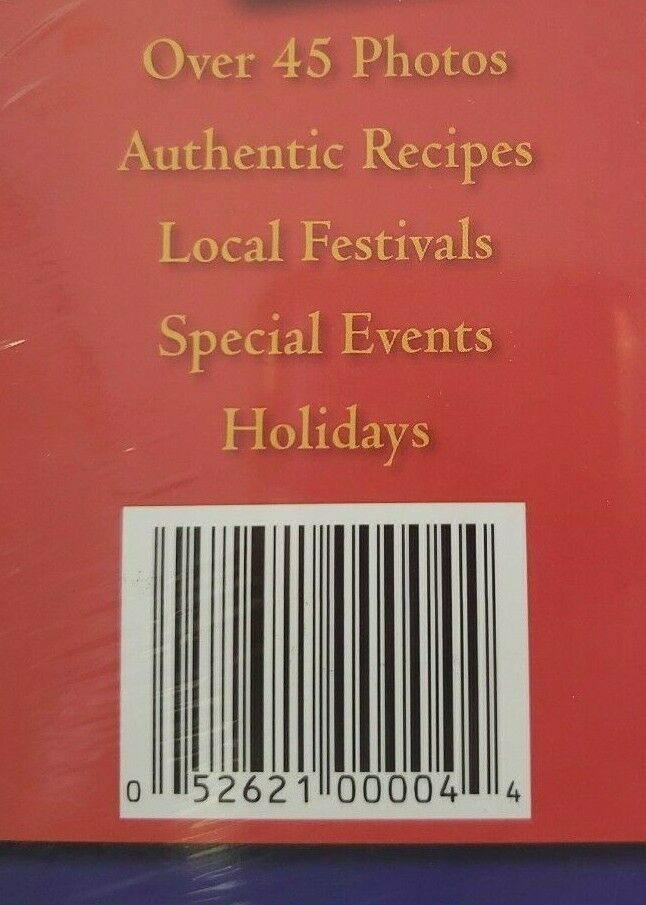 Over 45 Photos
Authentic Recipes
Local Festivals
Special Events
Holidays
0 52621 00004 4